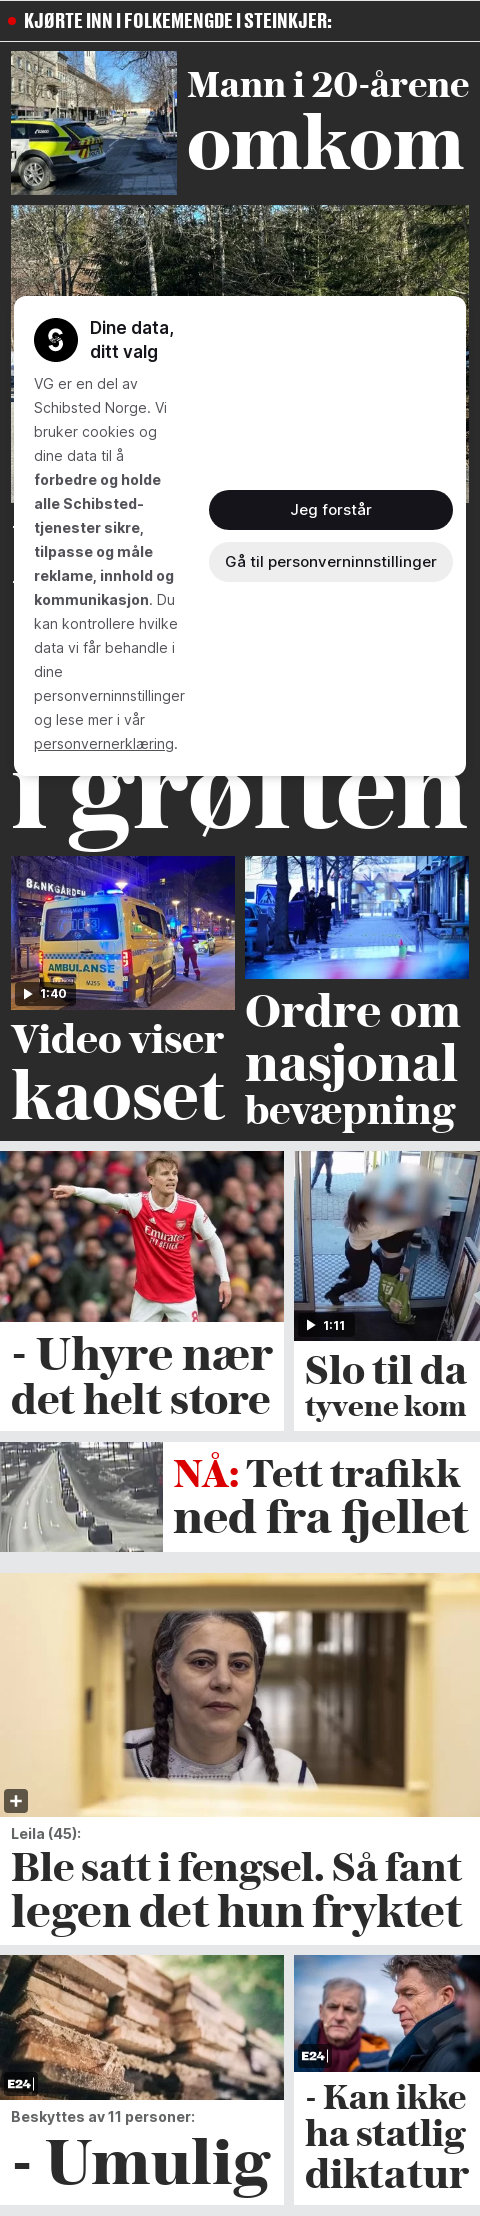 KJØRTE INN I FOLKEMENGDE I STEINKJER:
Mann i 20-årene
omkom
Dine data,
ditt valg
VG er en del av
Schibsted Norge. Vi
bruker cookies og
dine data til å
forbedre og holde
alle Schibsted-
tjenester sikre,
tilpasse og måle
reklame, innhold og
kommunikasjon. Du
kan kontrollere hvilke
data vi får behandle i
dine
personverninnstillinger
og lese mer i vår
personvernerklæring.
Jeg forstår
Gå til personverninnstillinger
i grøften
BANKGÅRDEN
AMBULANSE
1:40
Video viser
kaoset
Ordre om
nasjonal
bevæpning
Emirates
FLY BETTER
8
- Uhyre nær
det helt store
1:11
Slo til da
tyvene kom
NÅ: Tett trafikk
ned fra fjellet
Leila (45):
Ble satt i fengsel. Så fant
legen det hun fryktet
E24
Beskyttes av 11 personer:
- Umulig
E24
- Kan ikke
ha statlig
diktatur